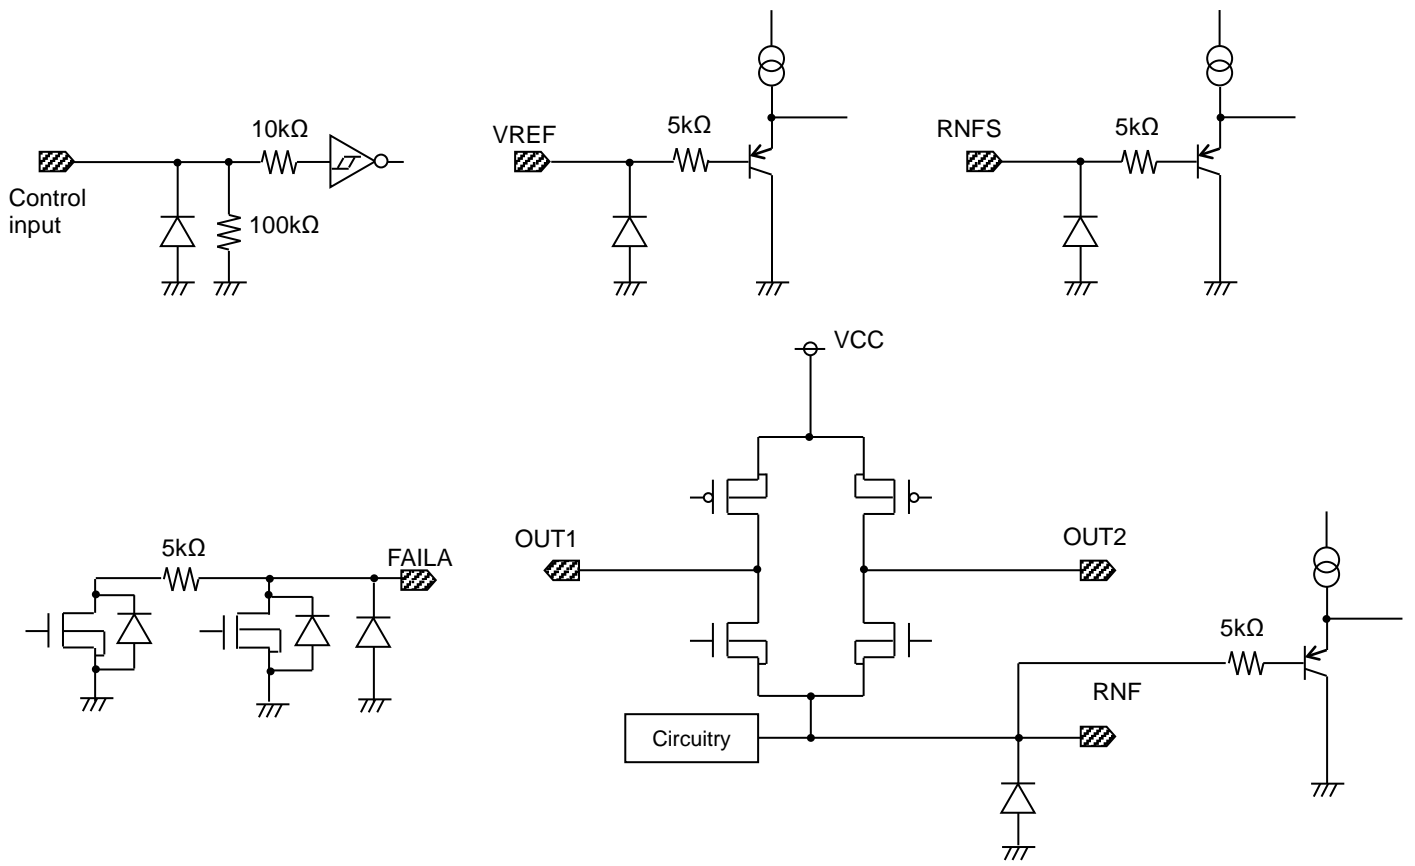 10kΩ
Control
input
100kΩ
VREF
5kΩ
RNFS
5kΩ
VCC
5kΩ
FAILA
OUT1
OUT2
5kΩ
RNF
Circuitry